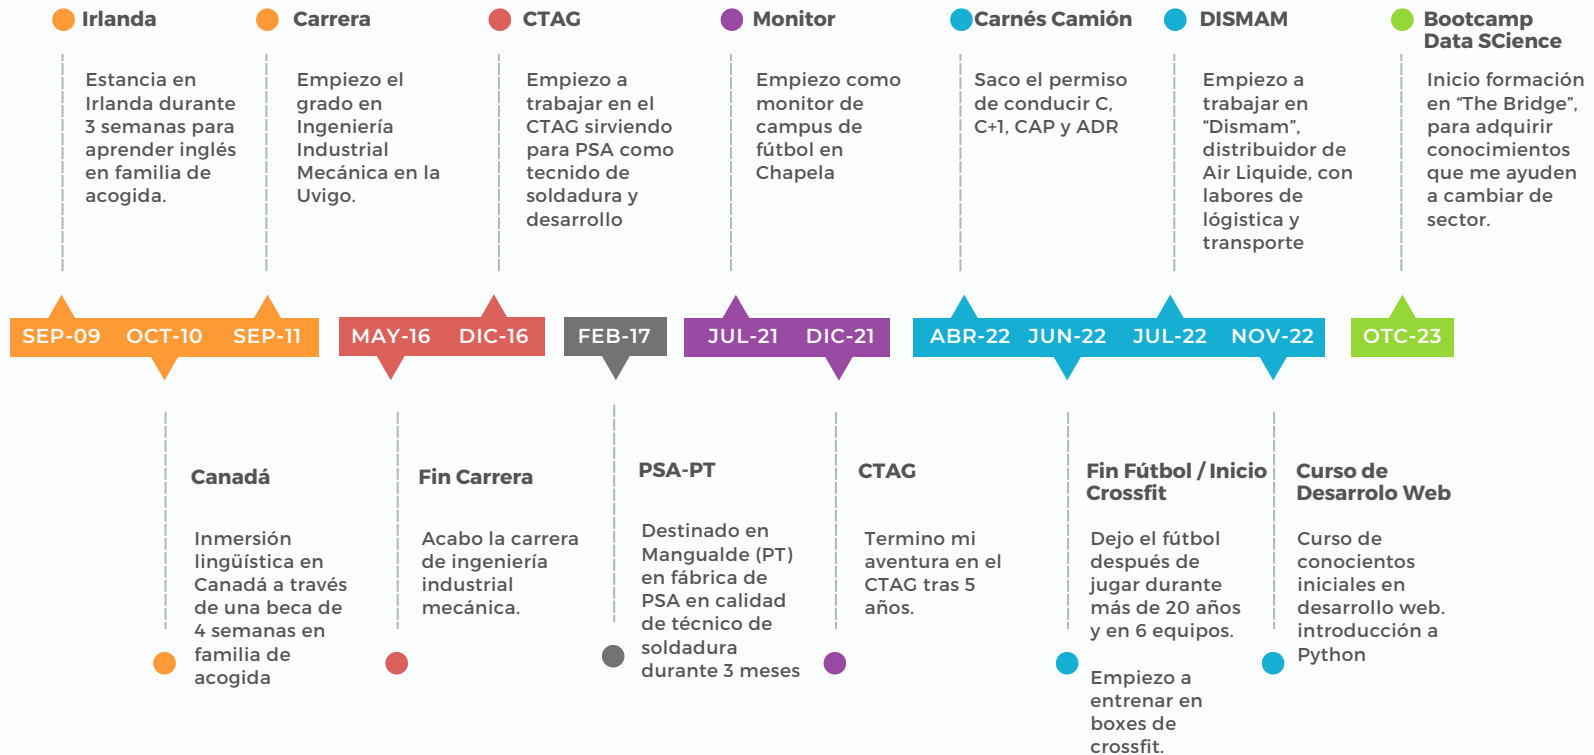 Irlanda
Estancia en
Irlanda durante
3 semanas para
aprender inglés
en familia de
acogida.
Carrera
Empiezo el
grado en
Ingeniería
Industrial
Mecánica en la
Uvigo.
CTAG
Empiezo a
trabajar en el
CTAG sirviendo
para PSA como
tecnido de
soldadura y
desarrollo
Monitor
Empiezo como
monitor de
campus de
fútbol en
Chapela
Carnés Camión
Saco el permiso
de conducir C,
C+1, CAP y ADR
DISMAM
Empiezo a
trabajar en
“Dismam”,
distribuidor de
Air Liquide, con
labores de
lógistica y
transporte
Bootcamp
Data SCience
Inicio formación
en “The Bridge”,
para adquirir
conocimientos
que me ayuden
a cambiar de
sector.
SEP-09 OCT-10 SEP-11 MAY-16 DIC-16 FEB-17 JUL-21 DIC-21 ABR-22 JUN-22 JUL-22 NOV-22 OTC-23
Canadá
Inmersión
lingüística en
Canadá a través
de una beca de
4 semanas en
familia de
acogida
Fin Carrera
Acabo la carrera
de ingeniería
industrial
mecánica.
PSA-PT
Destinado en
Mangualde (PT)
en fábrica de
PSA en calidad
de técnico de
soldadura
durante 3 meses
CTAG
Termino mi
aventura en el
CTAG tras 5
años.
Fin Fútbol / Inicio
Crossfit
Dejo el fútbol
después de
jugar durante
más de 20 años
y en 6 equipos.
Empiezo a
entrenar en
boxes de
crossfit.
Curso de
Desarrolo Web
Curso de
conocientos
iniciales en
desarrollo web.
introducción a
Python